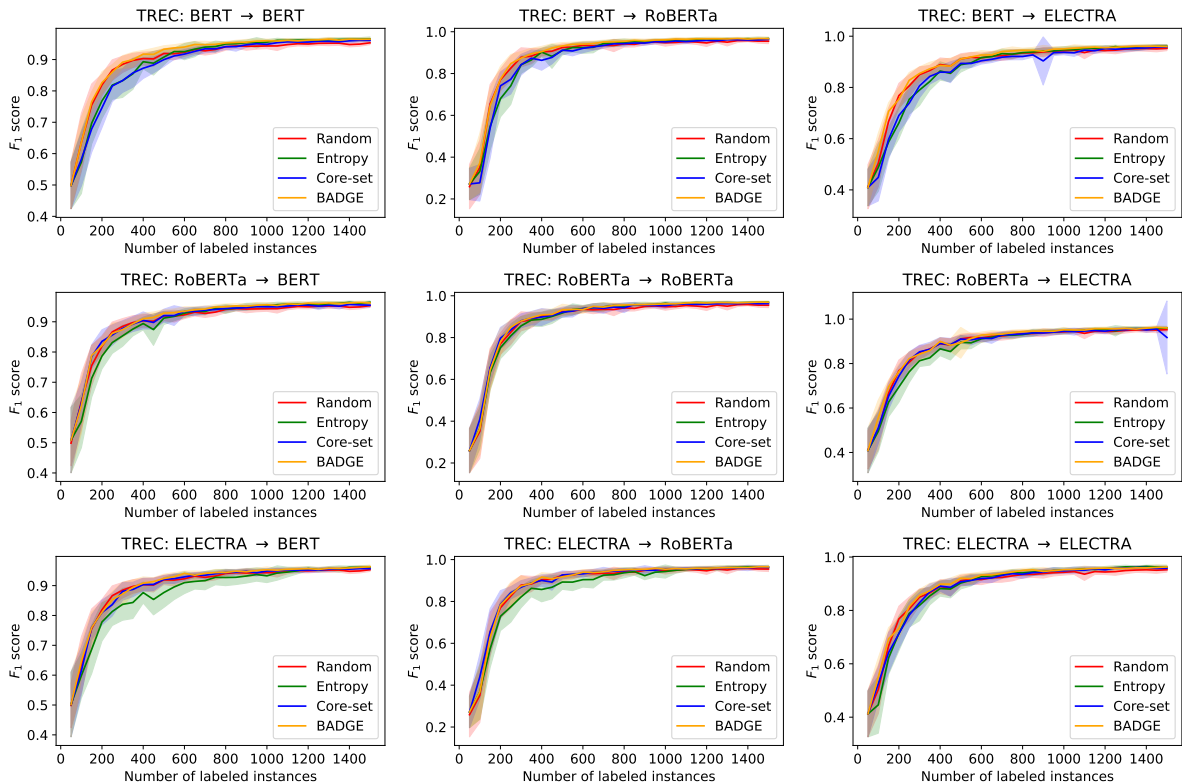 TREC: BERT → BERT
F1 score
0.9
0.8
0.7
0.6
0.5
0.4
Random
Entropy
Core-set
BADGE
0 200 400 600 800 1000 1200 1400
Number of labeled instances
TREC: BERT → RoBERTa
F1 score
1.0
0.8
0.6
0.4
0.2
Random
Entropy
Core-set
BADGE
0 200 400 600 800 1000 1200 1400
Number of labeled instances
TREC: BERT → ELECTRA
F1 score
1.0
0.8
0.6
0.4
Random
Entropy
Core-set
BADGE
0 200 400 600 800 1000 1200 1400
Number of labeled instances
TREC: RoBERTa → BERT
F1 score
0.9
0.8
0.7
0.6
0.5
0.4
Random
Entropy
Core-set
BADGE
0 200 400 600 800 1000 1200 1400
Number of labeled instances
TREC: RoBERTa → RoBERTa
F1 score
1.0
0.8
0.6
0.4
0.2
Random
Entropy
Core-set
BADGE
0 200 400 600 800 1000 1200 1400
Number of labeled instances
TREC: RoBERTa → ELECTRA
F1 score
1.0
0.8
0.6
0.4
Random
Entropy
Core-set
BADGE
0 200 400 600 800 1000 1200 1400
Number of labeled instances
TREC: ELECTRA → BERT
F1 score
0.9
0.8
0.7
0.6
0.5
0.4
Random
Entropy
Core-set
BADGE
0 200 400 600 800 1000 1200 1400
Number of labeled instances
TREC: ELECTRA → RoBERTa
F1 score
1.0
0.8
0.6
0.4
0.2
Random
Entropy
Core-set
BADGE
0 200 400 600 800 1000 1200 1400
Number of labeled instances
TREC: ELECTRA → ELECTRA
F1 score
1.0
0.8
0.6
0.4
Random
Entropy
Core-set
BADGE
0 200 400 600 800 1000 1200 1400
Number of labeled instances